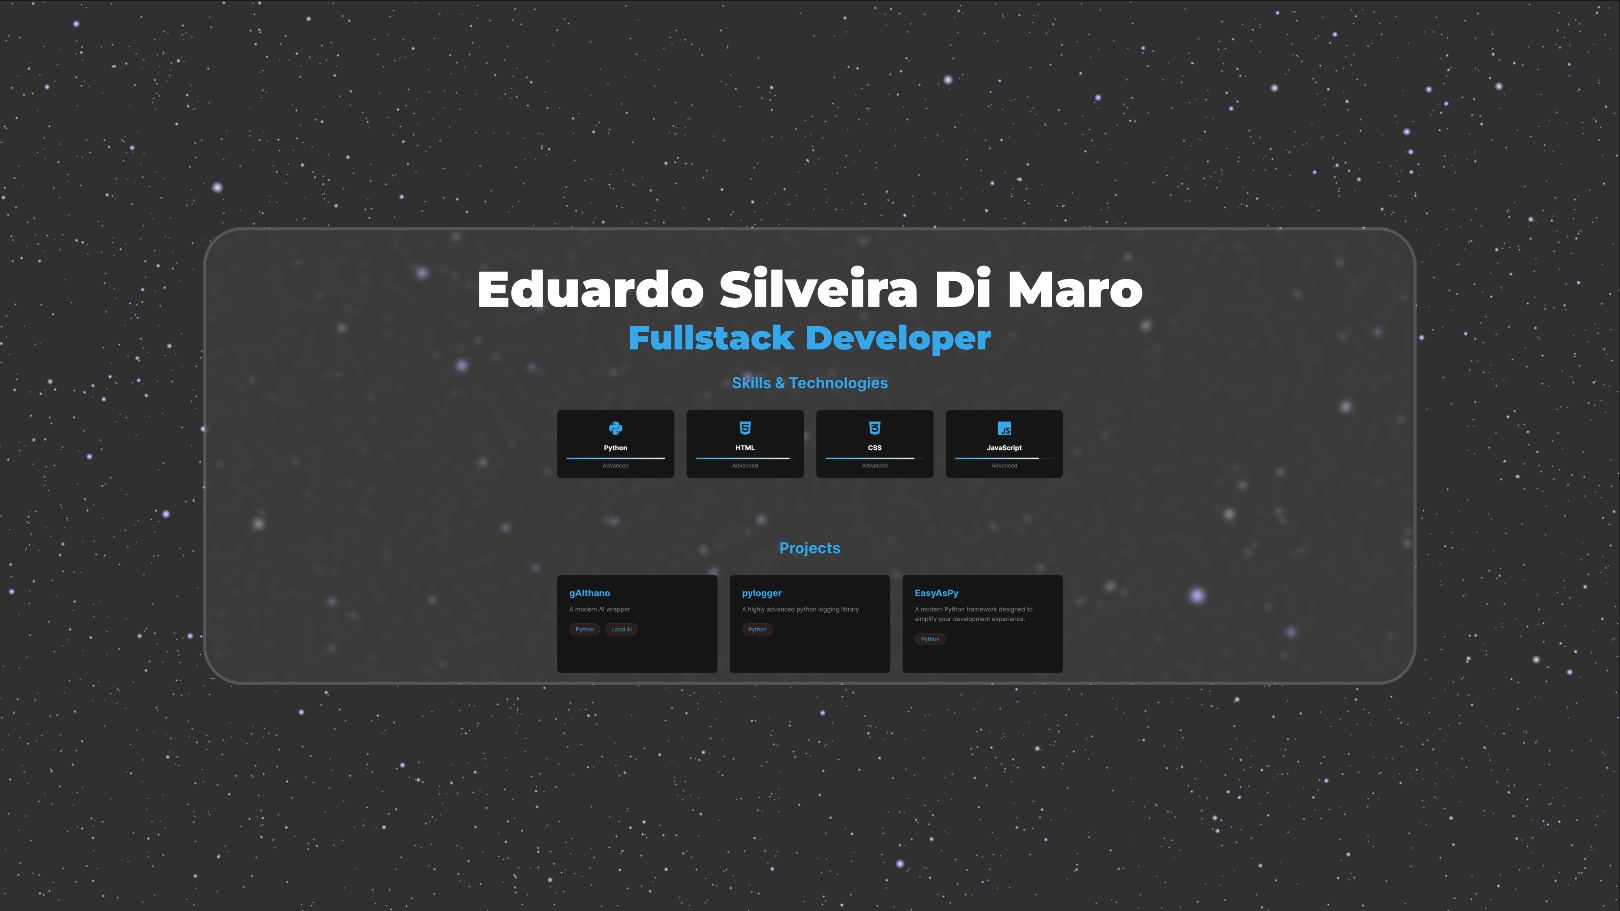 Eduardo Silveira Di Maro
Fullstack Developer
Skills & Technologies
Python
Advanced
HTML
Advanced
CSS
Advanced
JS
JavaScript
Advanced
Projects
gAIthano
A modern AI wrapper
Python
Local AI
pylogger
A highly advanced python logging library
Python
EasyAsPy
A modern Python framework designed to
simplify your development experience.
Python